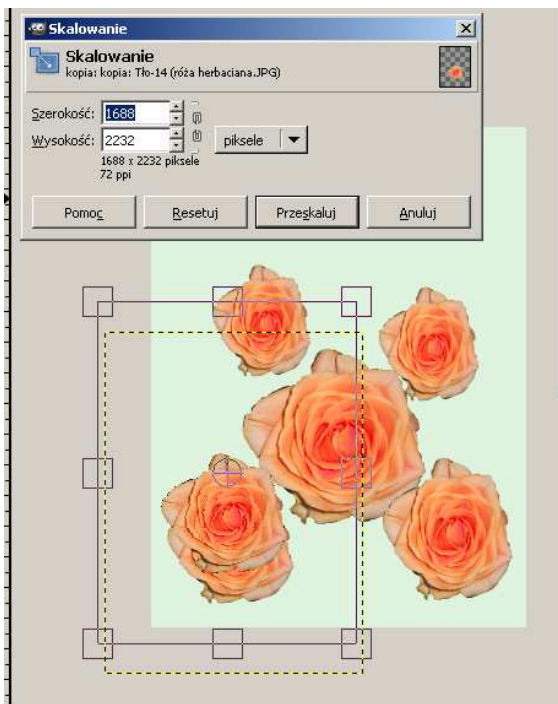 Skalowanie
Skalowanie
kopia: kopia: Tło-14 (róża herbaciana.JPG)
Szerokość: 1688
Wysokość: 2232 piksele
1688 x 2232 piksele
72 ppi
Pomoc Resetuj Przeskaluj Anuluj